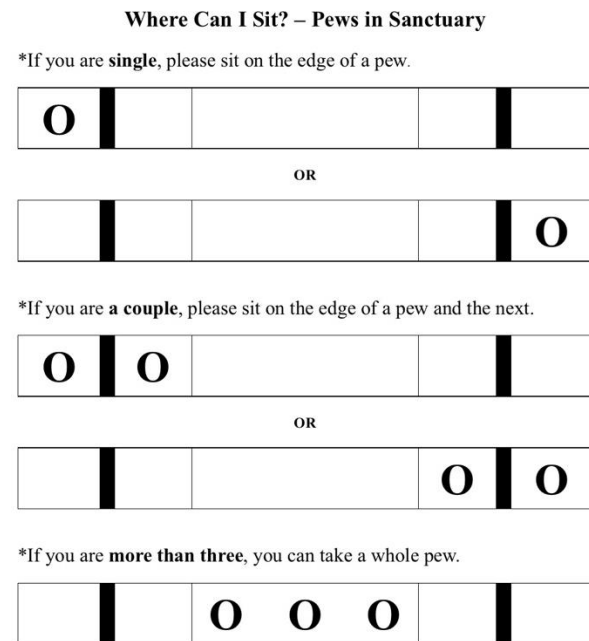 Where Can I Sit? – Pews in Sanctuary
*If you are single, please sit on the edge of a pew.
O
OR
O
*If you are a couple, please sit on the edge of a pew and the next.
O O
OR
O O
*If you are more than three, you can take a whole pew.
O O O